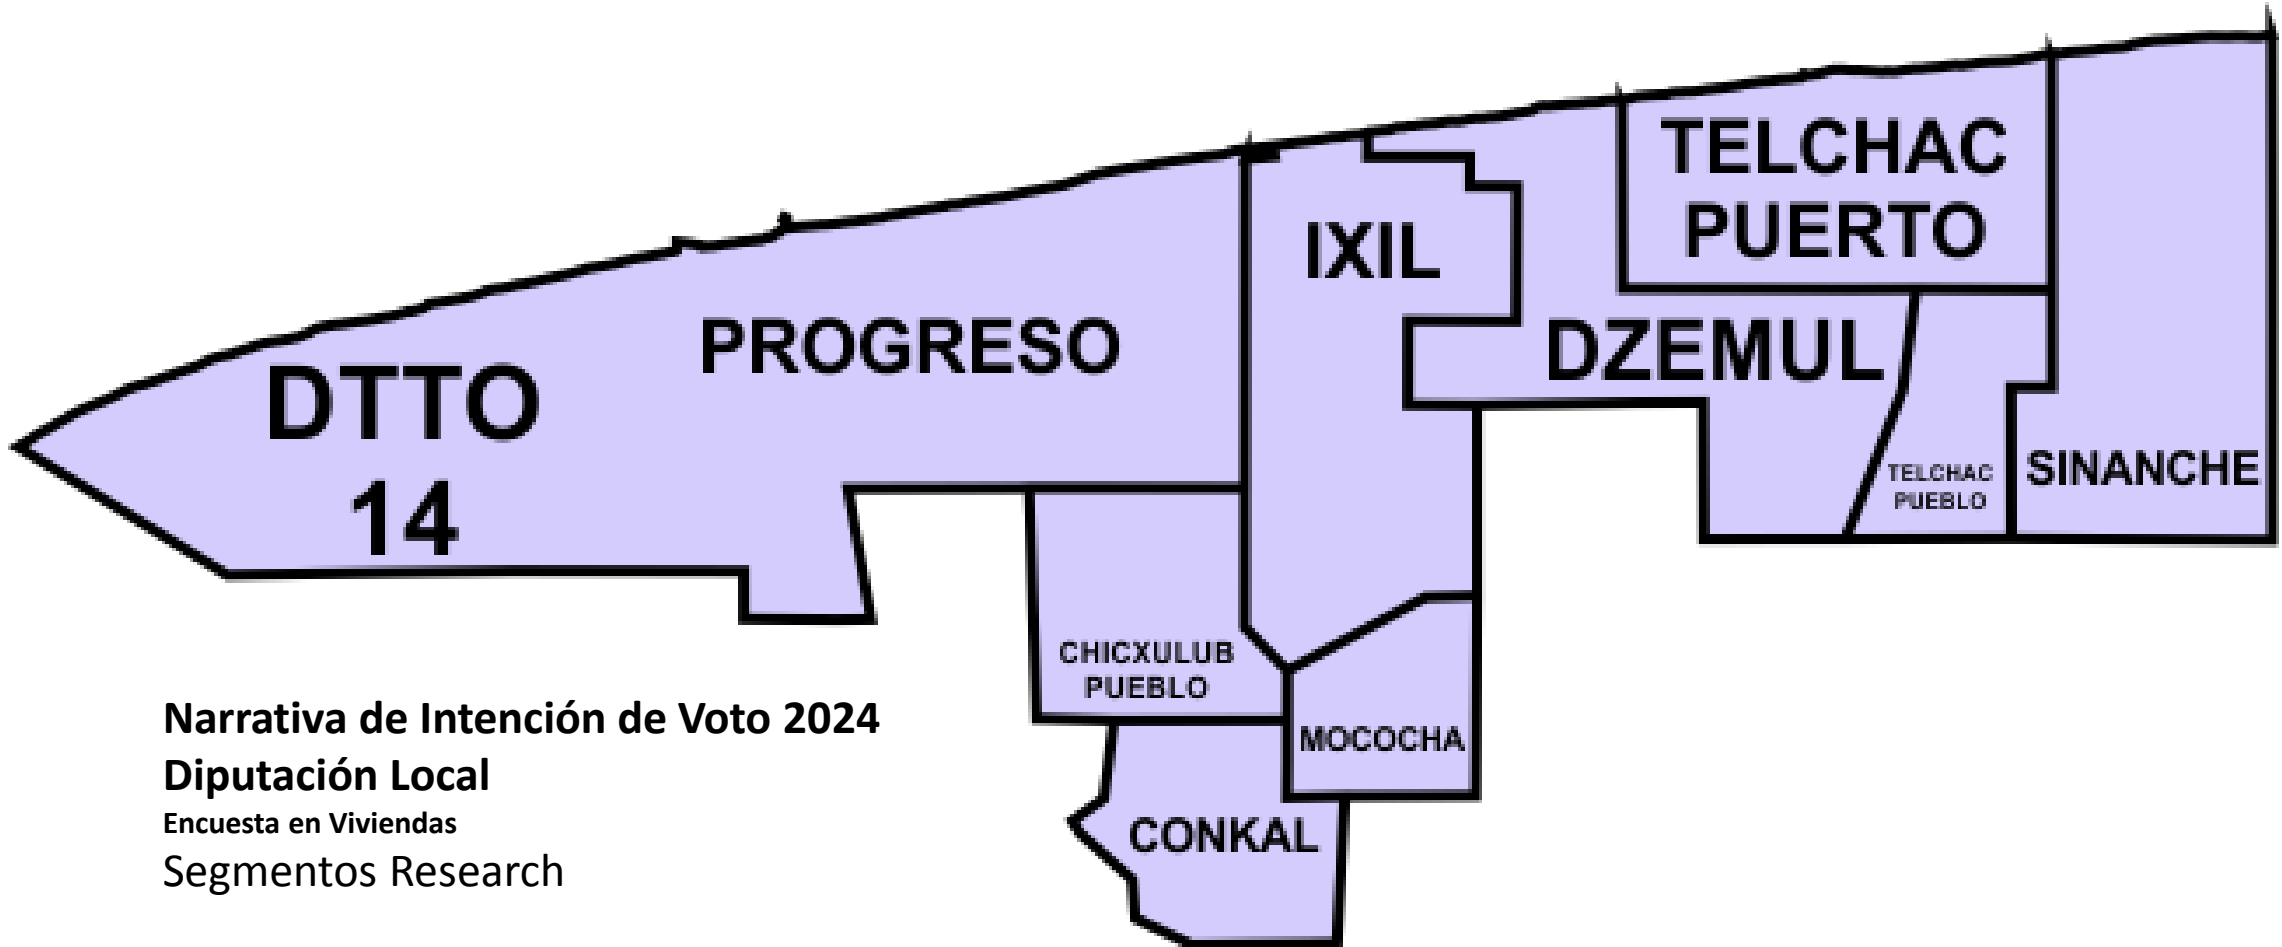 TELCHAC
PUERTO
IXIL
PROGRESO
DZEMUL
DTTO
14
TELCHAC
PUEBLO
SINANCHE
CHICXULUB
PUEBLO
MOCOCHA
CONKAL
Narrativa de Intención de Voto 2024
Diputación Local
Encuesta en Viviendas
Segmentos Research